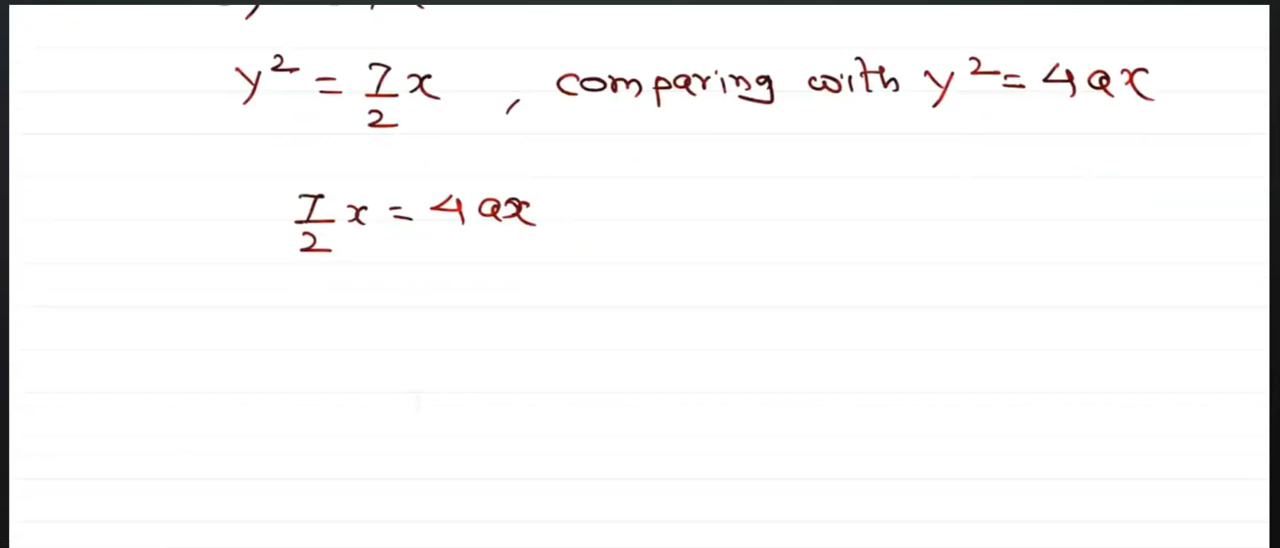 y² = 7/2 x , comparing with y² = 4ax
7/2 x = 4ax